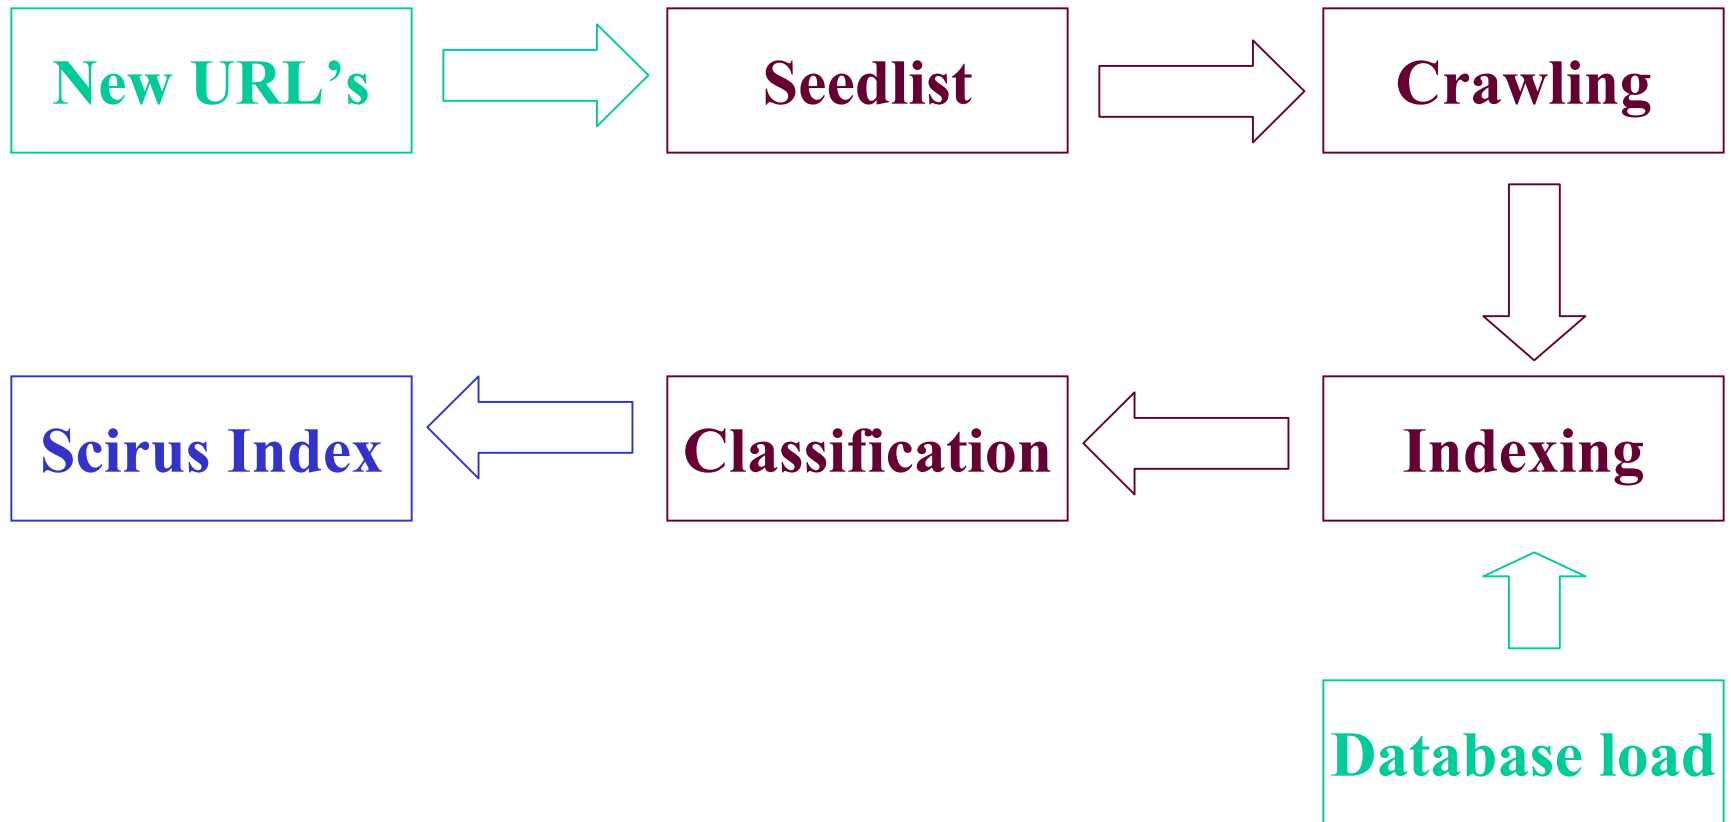 New URL’s
Seedlist
Crawling
Scirus Index
Classification
Indexing
Database load